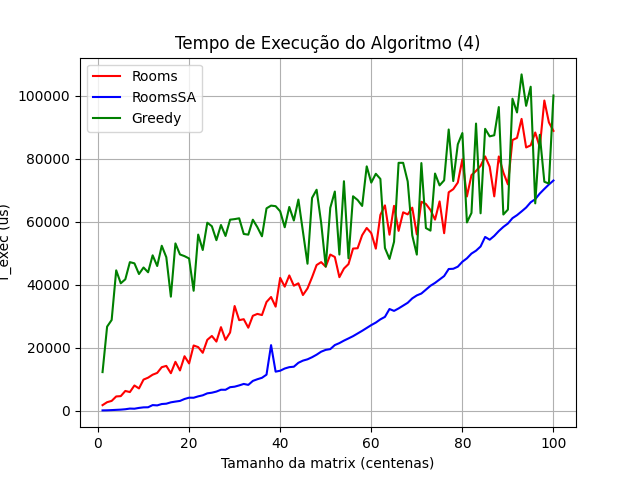 Tempo de Execução do Algoritmo (4)
Rooms
RoomsSA
Greedy
100000
80000
60000
40000
20000
0
T_exec (us)
0 20 40 60 80 100
Tamanho da matrix (centenas)